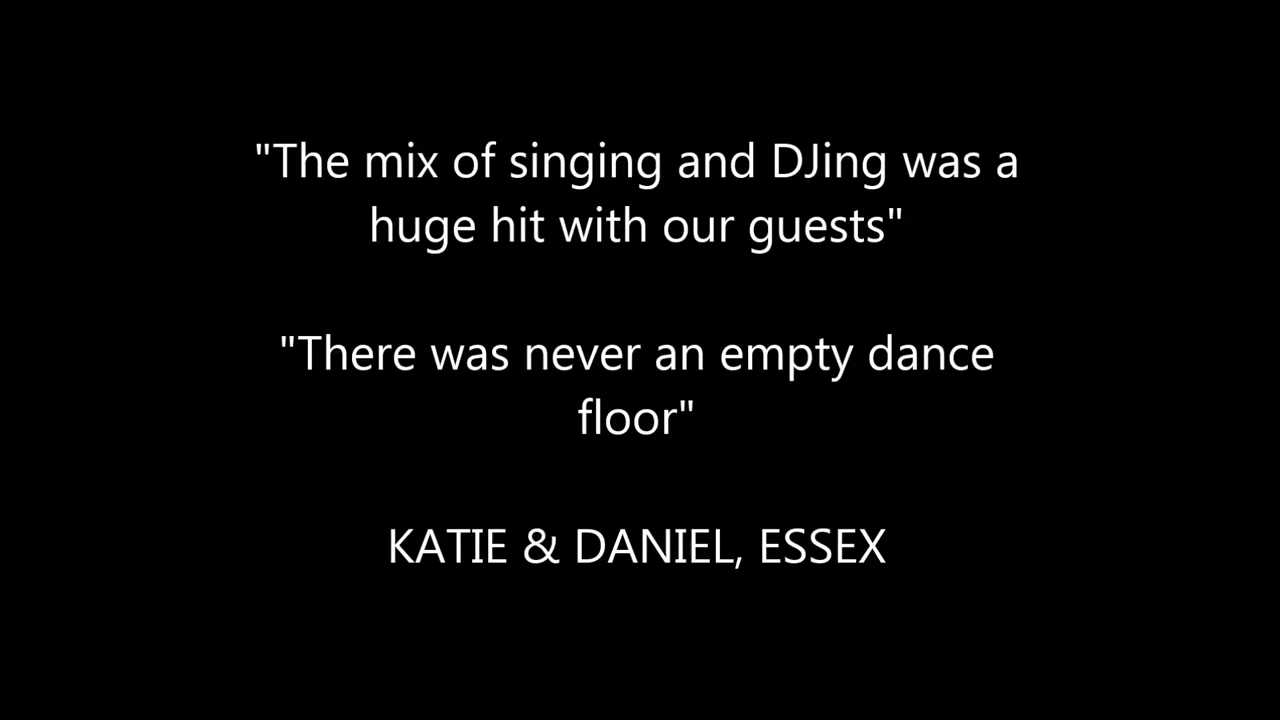 "The mix of singing and DJing was a
huge hit with our guests"
"There was never an empty dance
floor"
KATIE & DANIEL, ESSEX